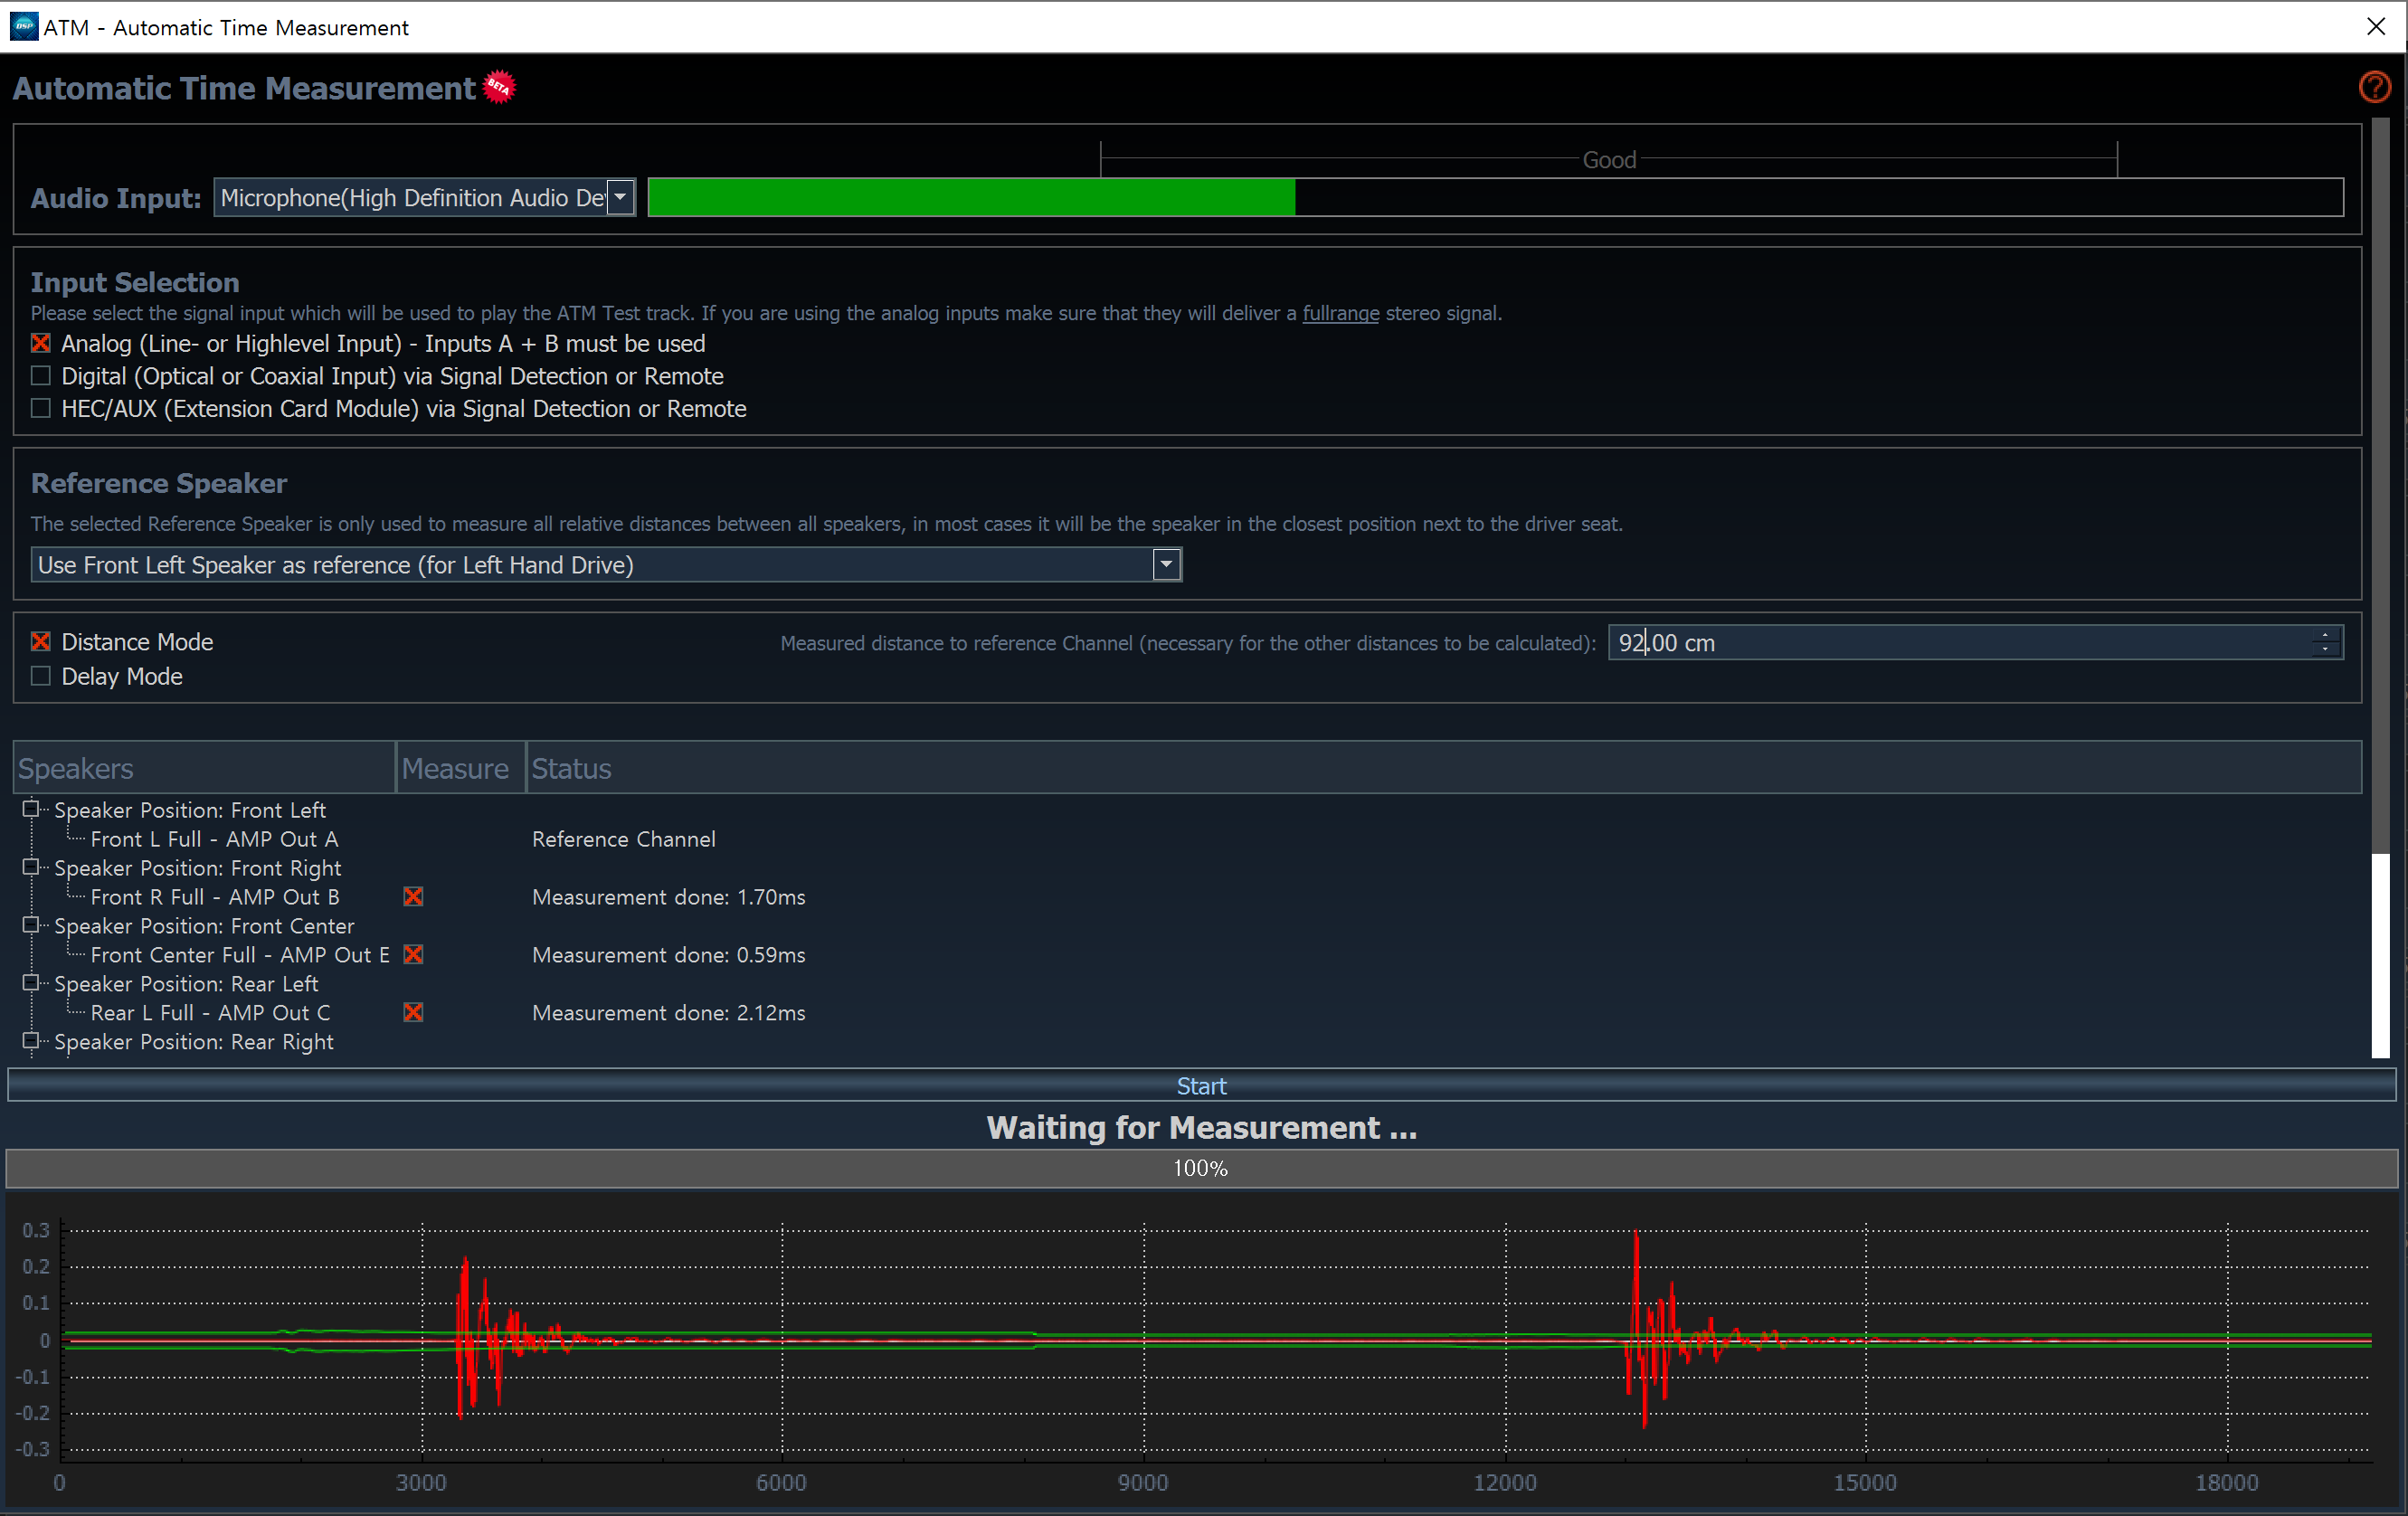 ATM - Automatic Time Measurement
Automatic Time Measurement BETA
Good
Audio Input: Microphone(High Definition Audio De
Input Selection
Please select the signal input which will be used to play the ATM Test track. If you are using the analog inputs make sure that they will deliver a fullrange stereo signal.
Analog (Line- or Highlevel Input) - Inputs A + B must be used
Digital (Optical or Coaxial Input) via Signal Detection or Remote
HEC/AUX (Extension Card Module) via Signal Detection or Remote
Reference Speaker
The selected Reference Speaker is only used to measure all relative distances between all speakers, in most cases it will be the speaker in the closest position next to the driver seat.
Use Front Left Speaker as reference (for Left Hand Drive)
Distance Mode Measured distance to reference Channel (necessary for the other distances to be calculated): 92.00 cm
Delay Mode
Speakers Measure Status
Speaker Position: Front Left
Front L Full - AMP Out A Reference Channel
Speaker Position: Front Right
Front R Full - AMP Out B Measurement done: 1.70ms
Speaker Position: Front Center
Front Center Full - AMP Out E Measurement done: 0.59ms
Speaker Position: Rear Left
Rear L Full - AMP Out C Measurement done: 2.12ms
Speaker Position: Rear Right
Start
Waiting for Measurement ...
100%
0.3
0.2
0.1
0
-0.1
-0.2
-0.3
0 3000 6000 9000 12000 15000 18000